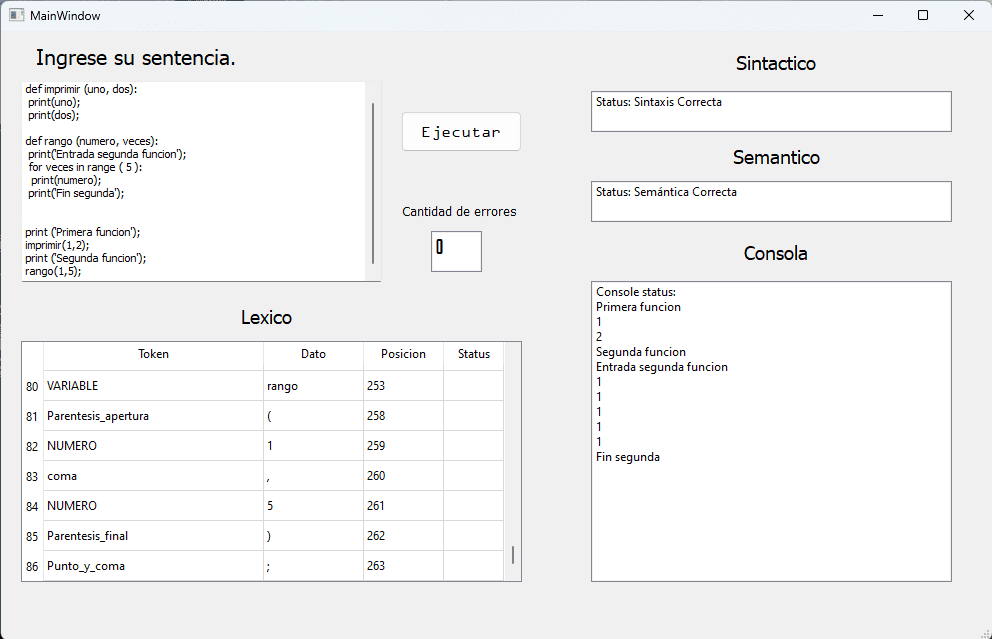 MainWindow
Ingrese su sentencia.
def imprimir (uno, dos):
print(uno);
print(dos);
def rango (numero, veces):
print('Entrada segunda funcion');
for veces in range ( 5 ):
print(numero);
print('Fin segunda');
print ('Primera funcion');
imprimir(1,2);
print ('Segunda funcion');
rango(1,5);
Ejecutar
Cantidad de errores
0
Lexico
Token Dato Posicion Status
80 VARIABLE rango 253
81 Parentesis_apertura ( 258
82 NUMERO 1 259
83 coma , 260
84 NUMERO 5 261
85 Parentesis_final ) 262
86 Punto_y_coma ; 263
Sintactico
Status: Sintaxis Correcta
Semantico
Status: Semántica Correcta
Consola
Console status:
Primera funcion
1
2
Segunda funcion
Entrada segunda funcion
1
1
1
1
1
Fin segunda